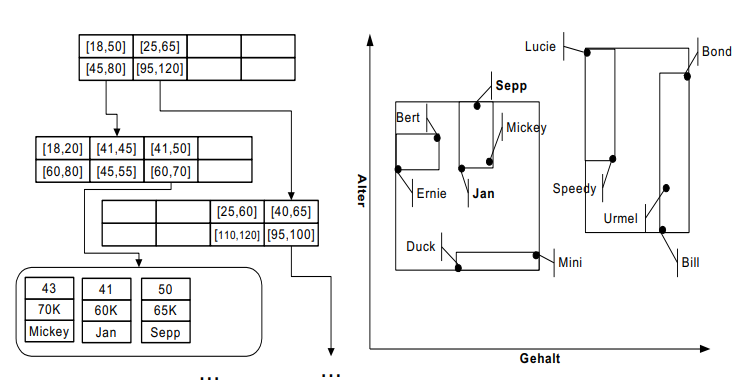 [18,50] [25,65]
[45,80] [95,120]
[18,20] [41,45] [41,50]
[60,80] [45,55] [60,70]
[25,60] [40,65]
[110,120] [95,100]
43 41 50
70K 60K 65K
Mickey Jan Sepp
... ...
Alter
Lucie
Bond
Sepp
Bert
Mickey
Ernie
Jan
Speedy
Urmel
Duck
Mini
Bill
Gehalt